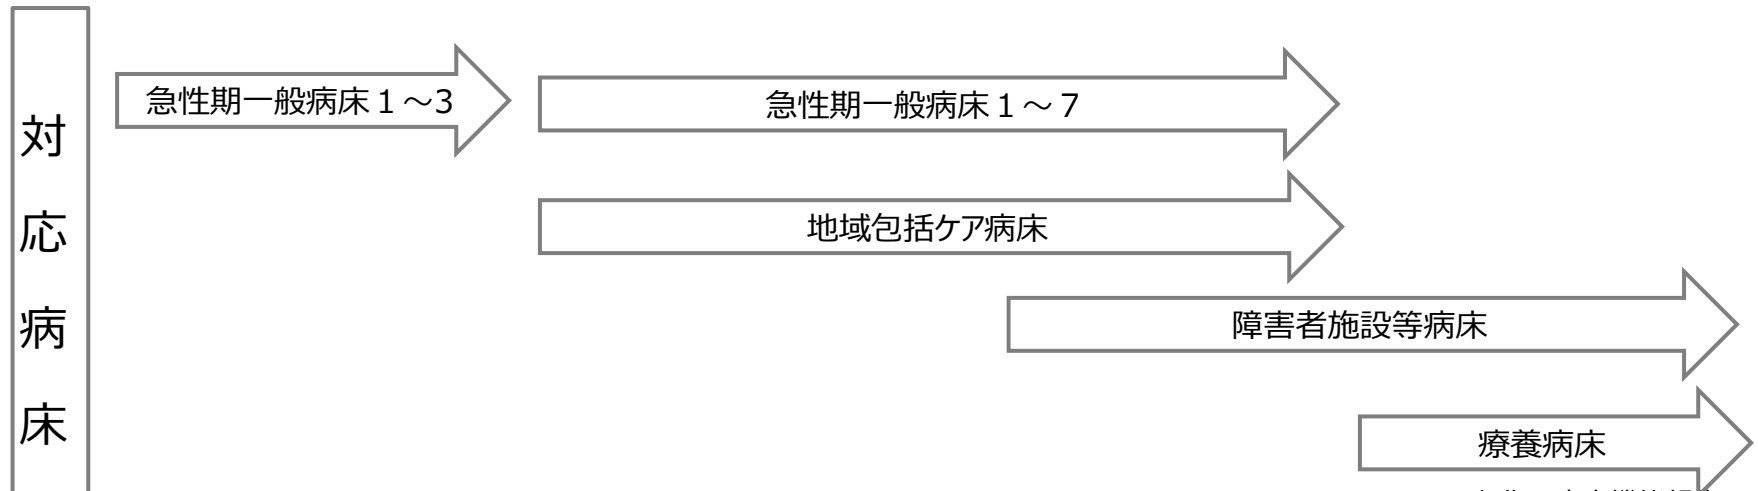 対応病床
急性期一般病床１～3
急性期一般病床１～７
地域包括ケア病床
障害者施設等病床
療養病床